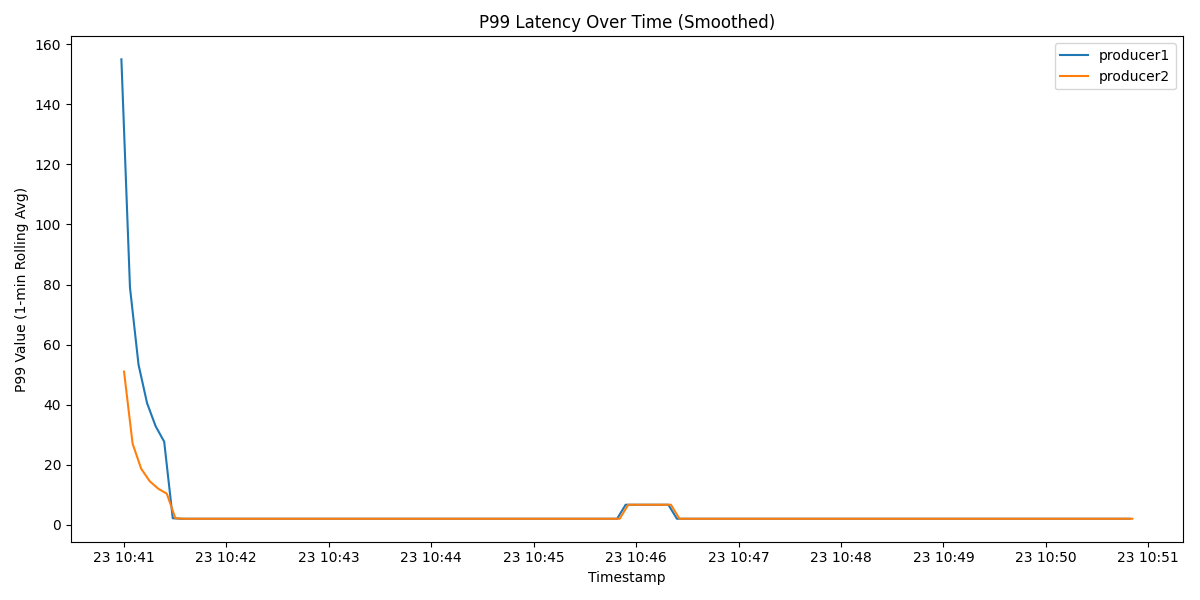 P99 Latency Over Time (Smoothed)
producer1
producer2
P99 Value (1-min Rolling Avg)
160
140
120
100
80
60
40
20
0
23 10:41 23 10:42 23 10:43 23 10:44 23 10:45 23 10:46 23 10:47 23 10:48 23 10:49 23 10:50 23 10:51
Timestamp